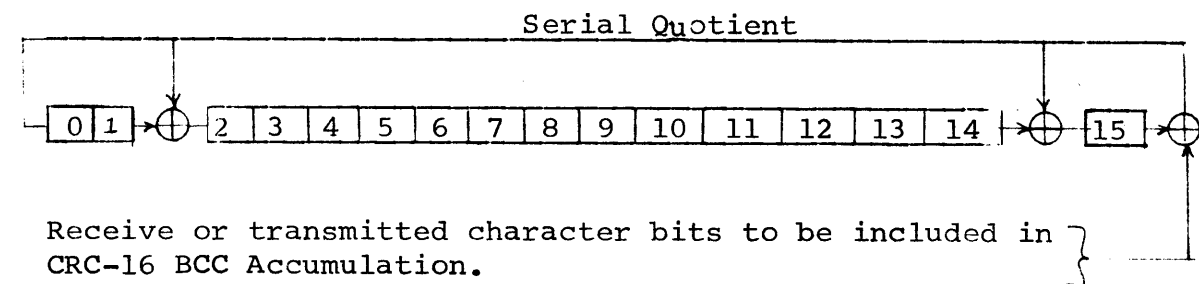 Serial Quotient
0 1 2 3 4 5 6 7 8 9 10 11 12 13 14 15
Receive or transmitted character bits to be included in
CRC-16 BCC Accumulation.